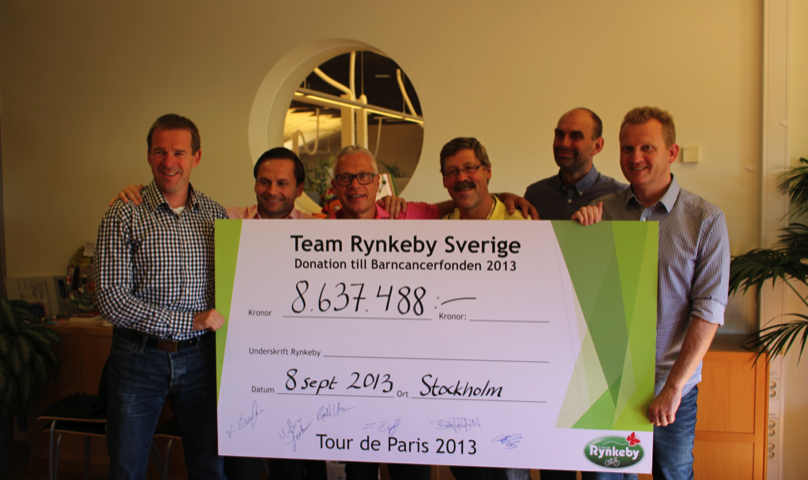 Team Rynkeby Sverige
Donation till Barncancerfonden 2013
Kronor 8.637.488:— Kronor:
Underskrift Rynkeby
Datum 8 sept 2013 Ort Stockholm
Tour de Paris 2013
Rynkeby